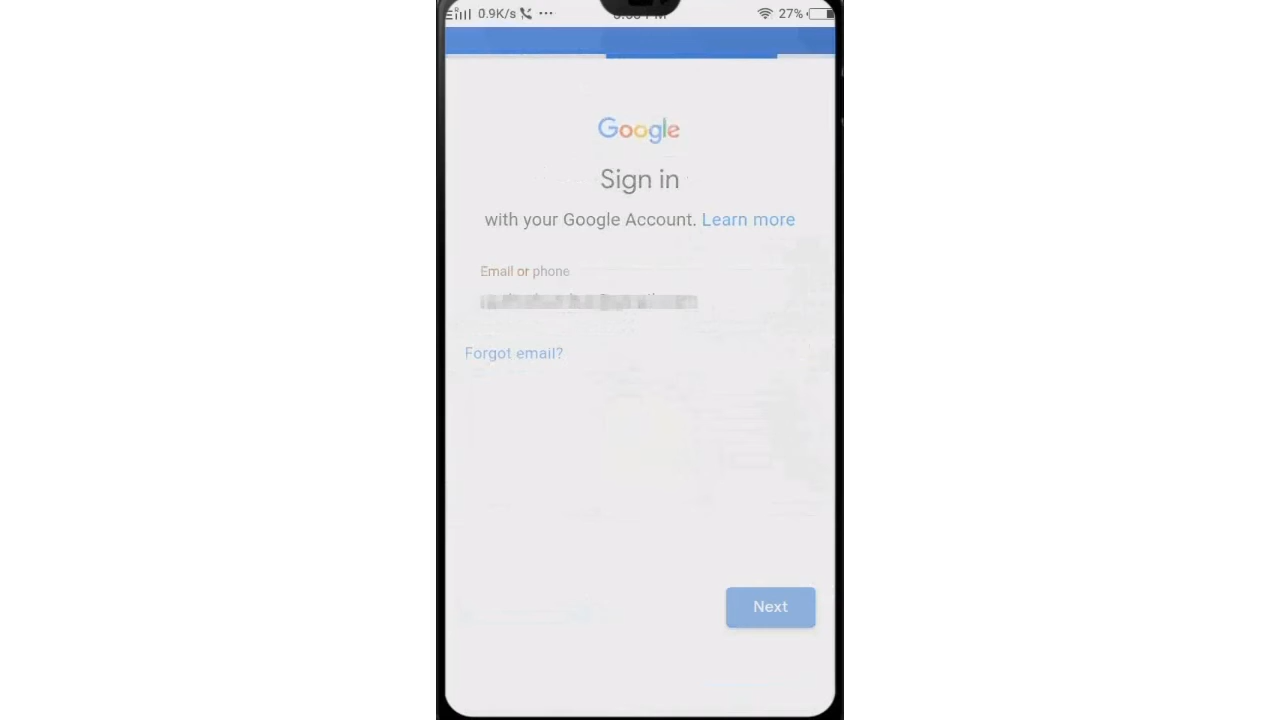 0.9K/s ... 27%
Google
Sign in
with your Google Account. Learn more
Email or phone
Forgot email?
Next